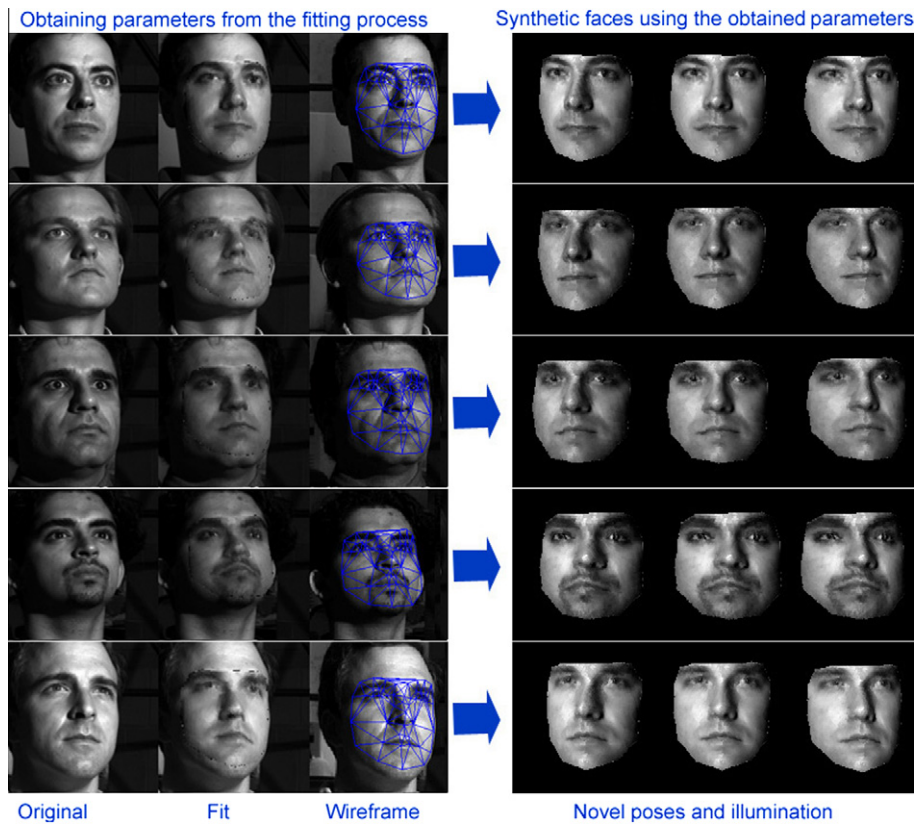 Obtaining parameters from the fitting process
Synthetic faces using the obtained parameters
Original
Fit
Wireframe
Novel poses and illumination